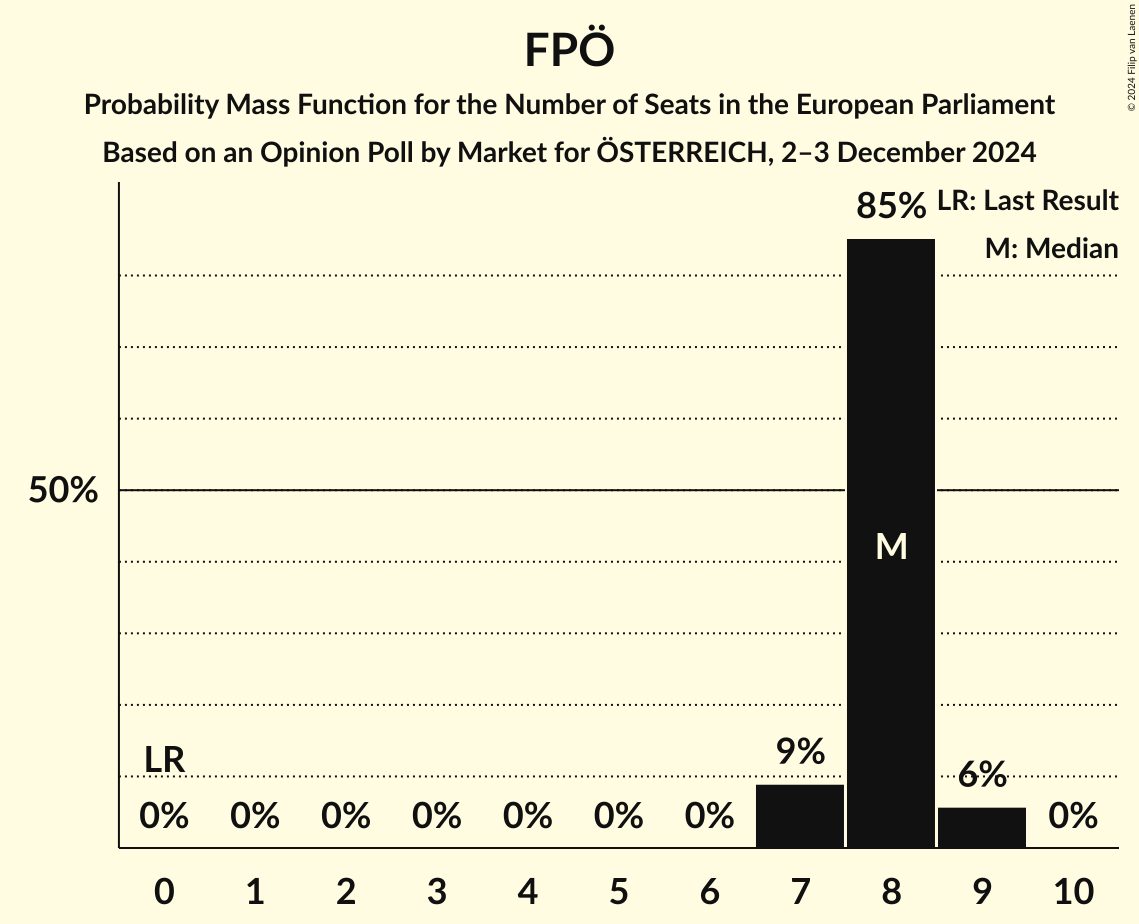 FPÖ
Probability Mass Function for the Number of Seats in the European Parliament
Based on an Opinion Poll by Market for ÖSTERREICH, 2–3 December 2024
© 2024 Filip van Laenen
LR: Last Result
M: Median
85%
50%
M
LR
9%
6%
0% 0% 0% 0% 0% 0% 0% 0%
0 1 2 3 4 5 6 7 8 9 10